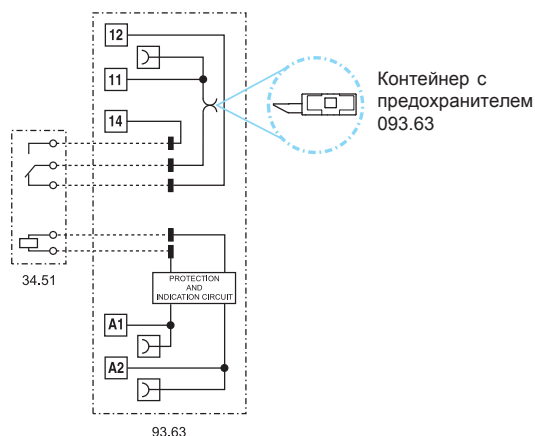 12
11
14
Контейнер с
предохранителем
093.63
34.51
PROTECTION
AND
INDICATION CIRCUIT
A1
A2
93.63